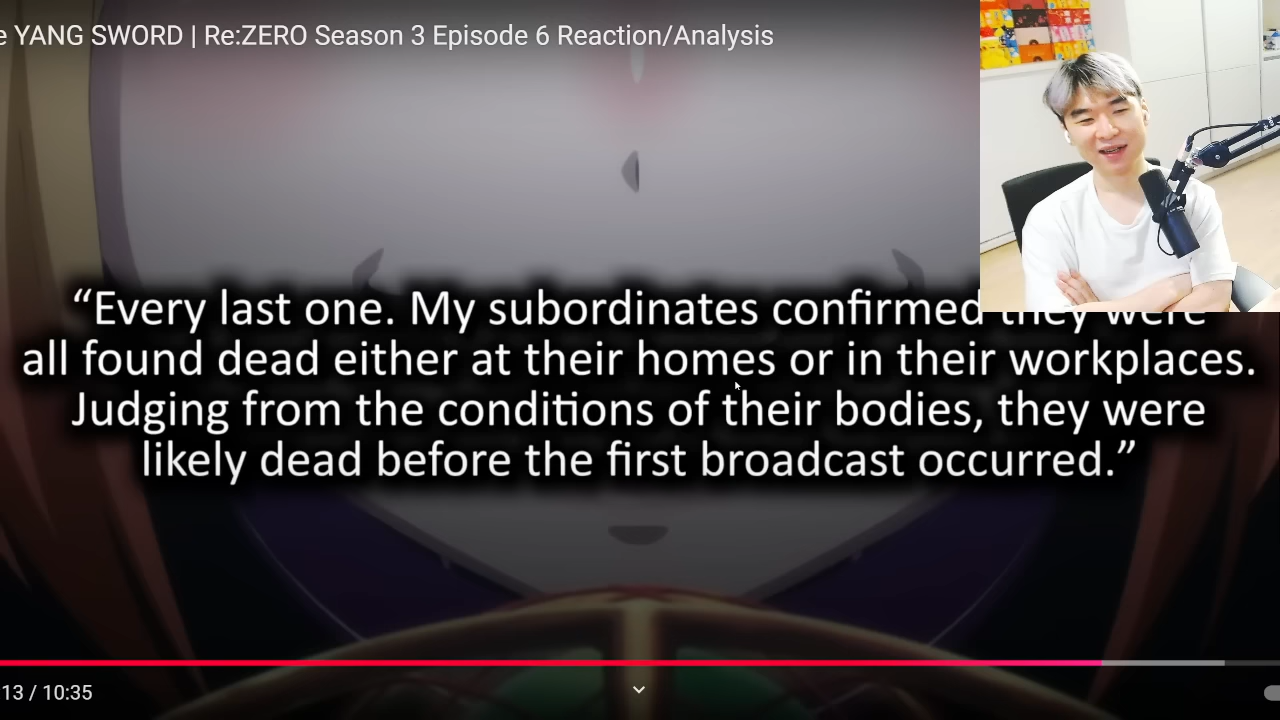 e YANG SWORD | Re:ZERO Season 3 Episode 6 Reaction/Analysis
“Every last one. My subordinates confirmed they were
all found dead either at their homes or in their workplaces.
Judging from the conditions of their bodies, they were
likely dead before the first broadcast occurred.”
13 / 10:35